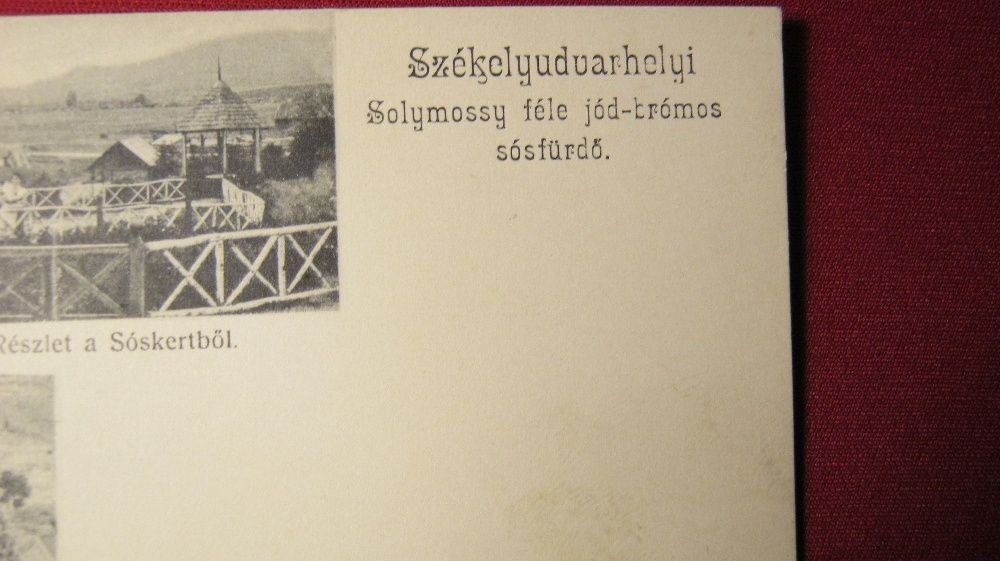 Székelyudvarhelyi
Solymossy féle jód-brómos
sósfürdő.
Részlet a Sóskertből.